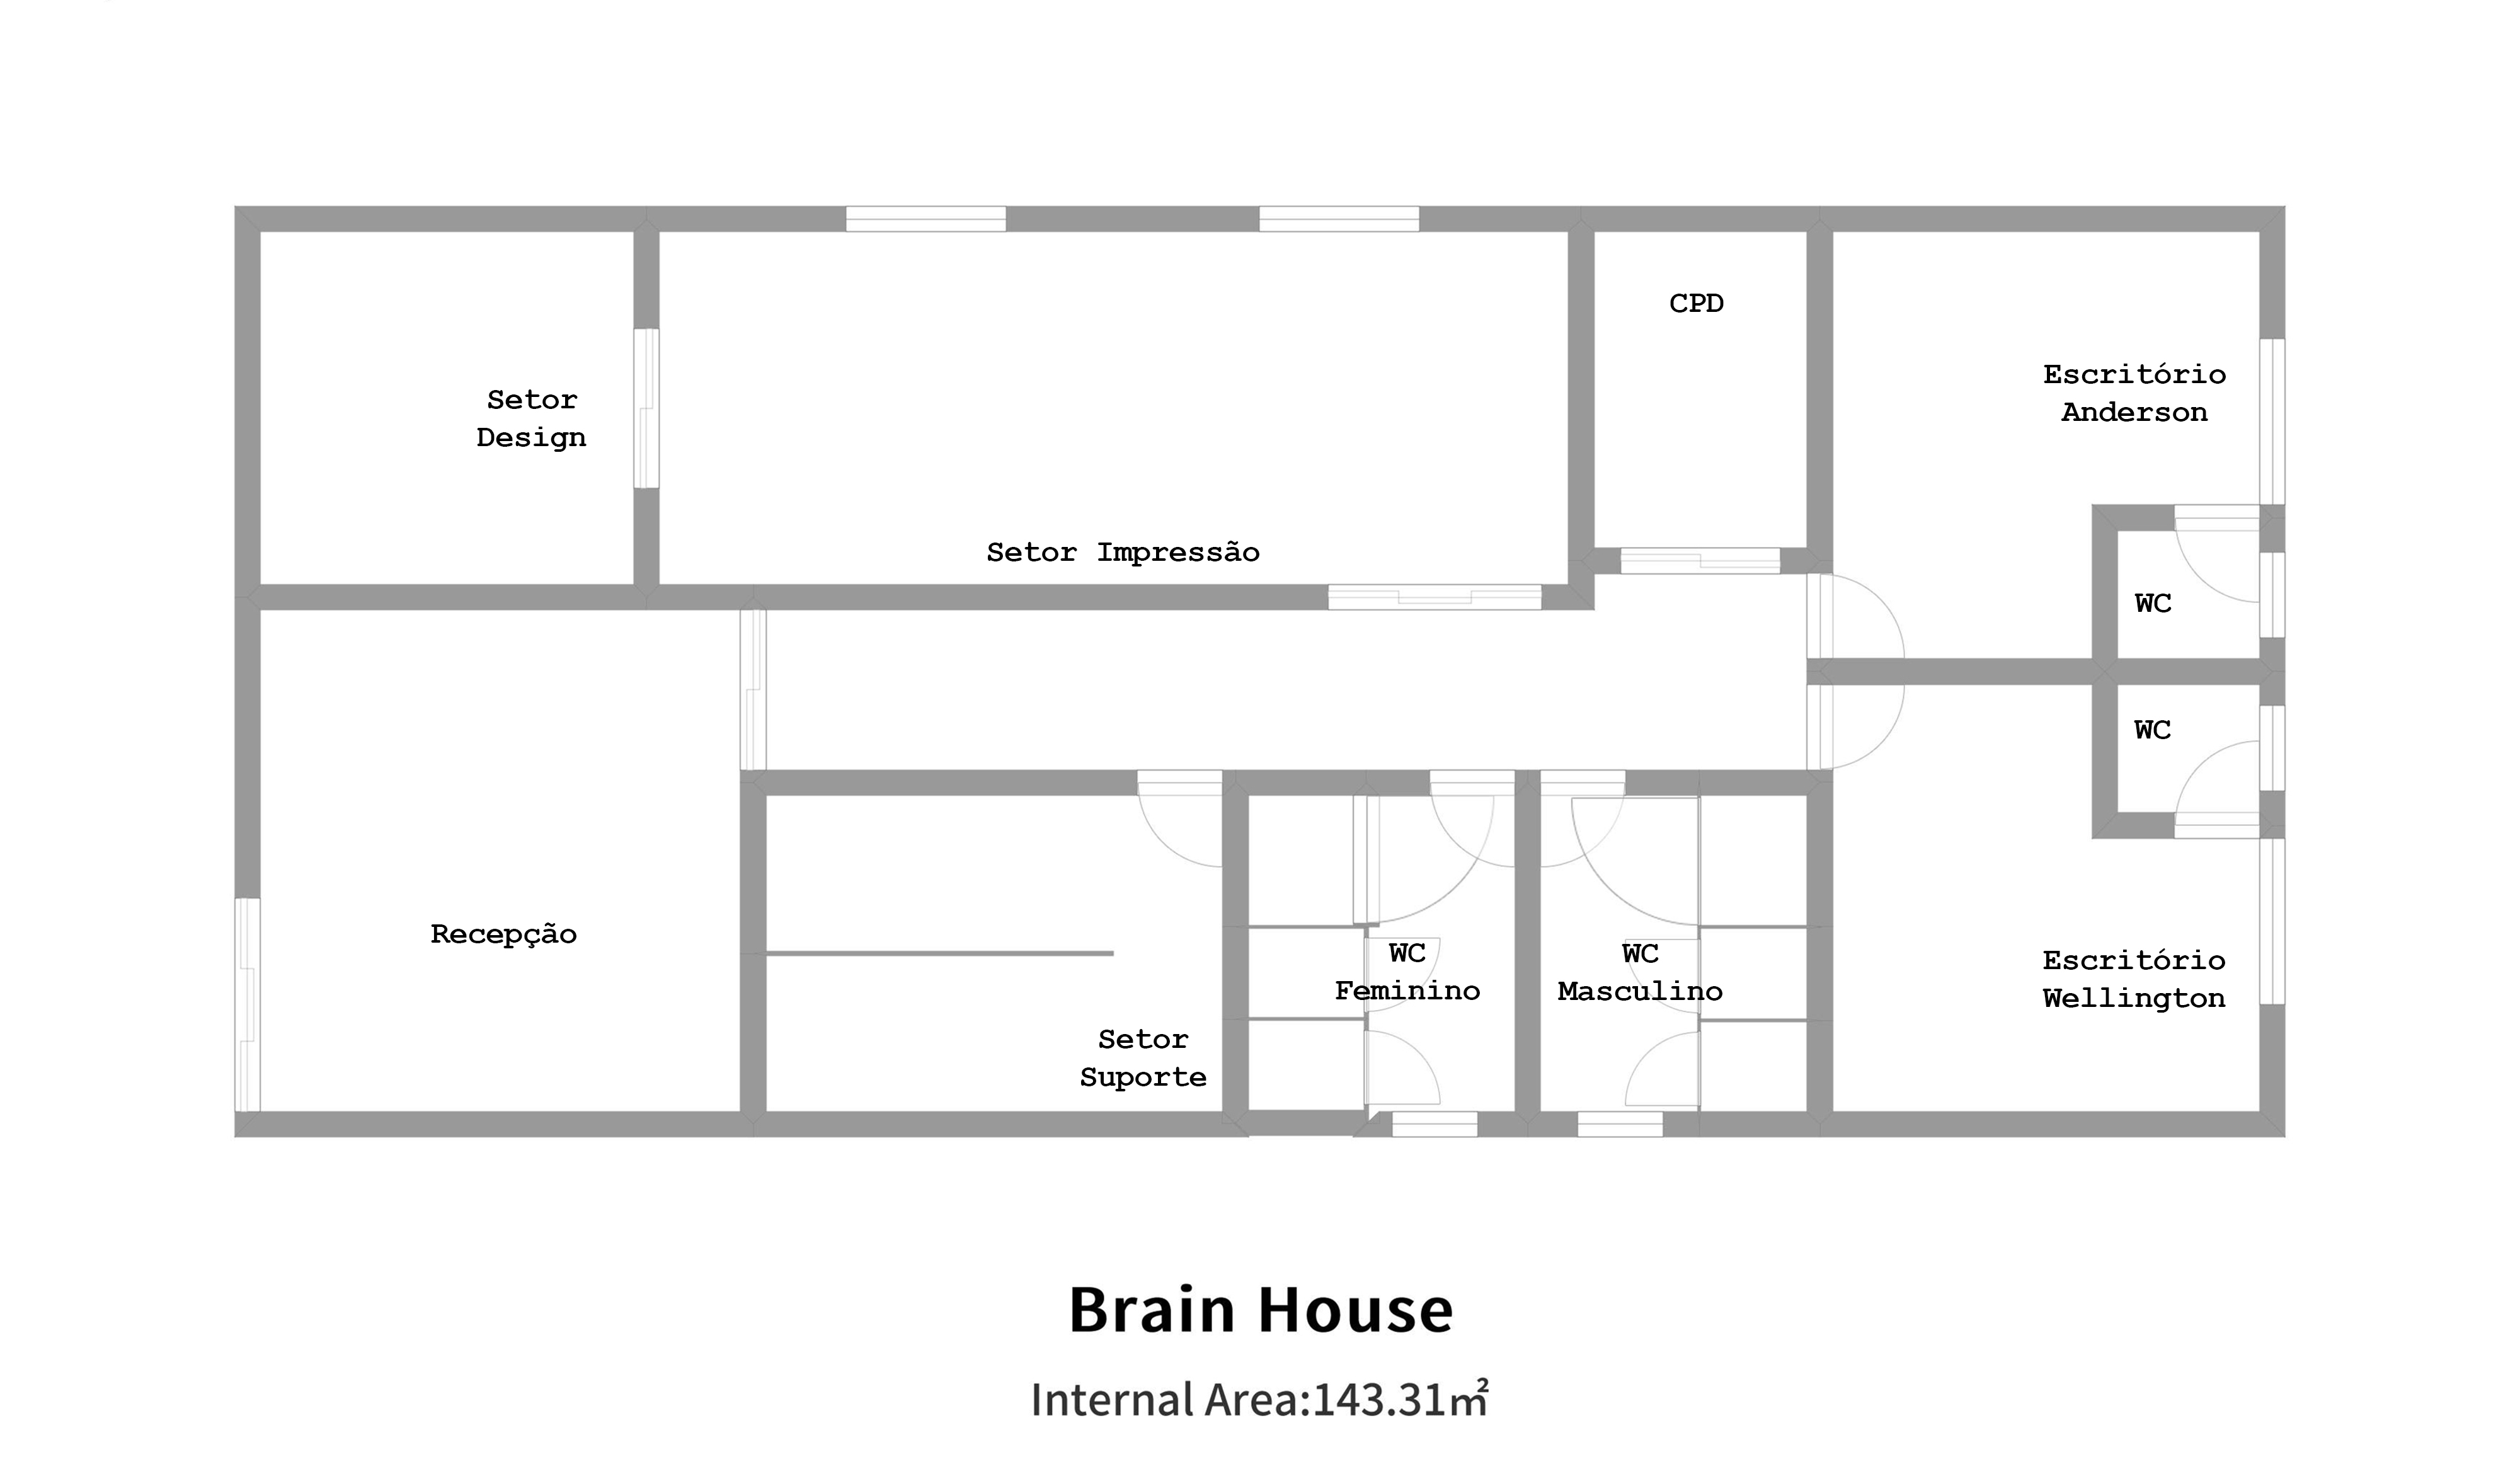 CPD
Escritório
Anderson
Setor
Design
Setor Impressão
WC
WC
Recepção
WC
Feminino
WC
Masculino
Escritório
Wellington
Setor
Suporte
Brain House
Internal Area:143.31㎡